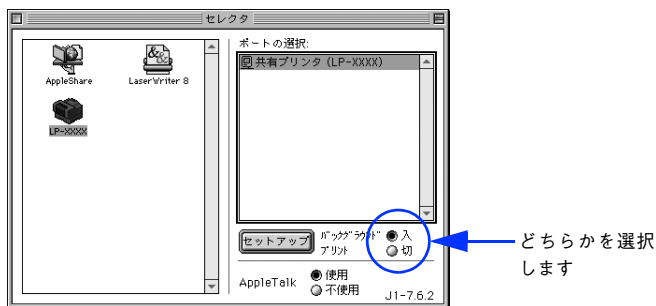 セレクタ
AppleShare
LaserWriter 8
LP-XXXX
ポートの選択:
共有プリンタ (LP-XXXX)
セットアップ
バックグラウンド
プリント
入
切
AppleTalk
使用
不使用
J1-7.6.2
どちらかを選択
します